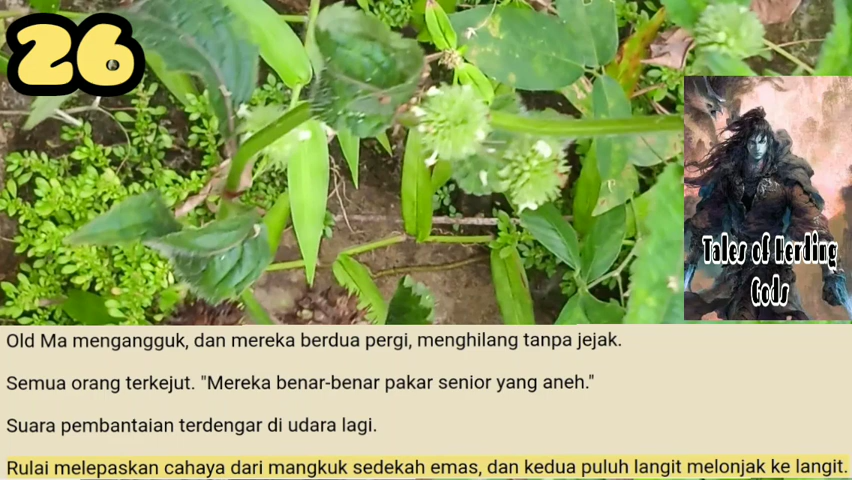 26
Tales of Herding
Gods
Old Ma mengangguk, dan mereka berdua pergi, menghilang tanpa jejak.
Semua orang terkejut. "Mereka benar-benar pakar senior yang aneh."
Suara pembantaian terdengar di udara lagi.
Rulai melepaskan cahaya dari mangkuk sedekah emas, dan kedua puluh langit melonjak ke langit.